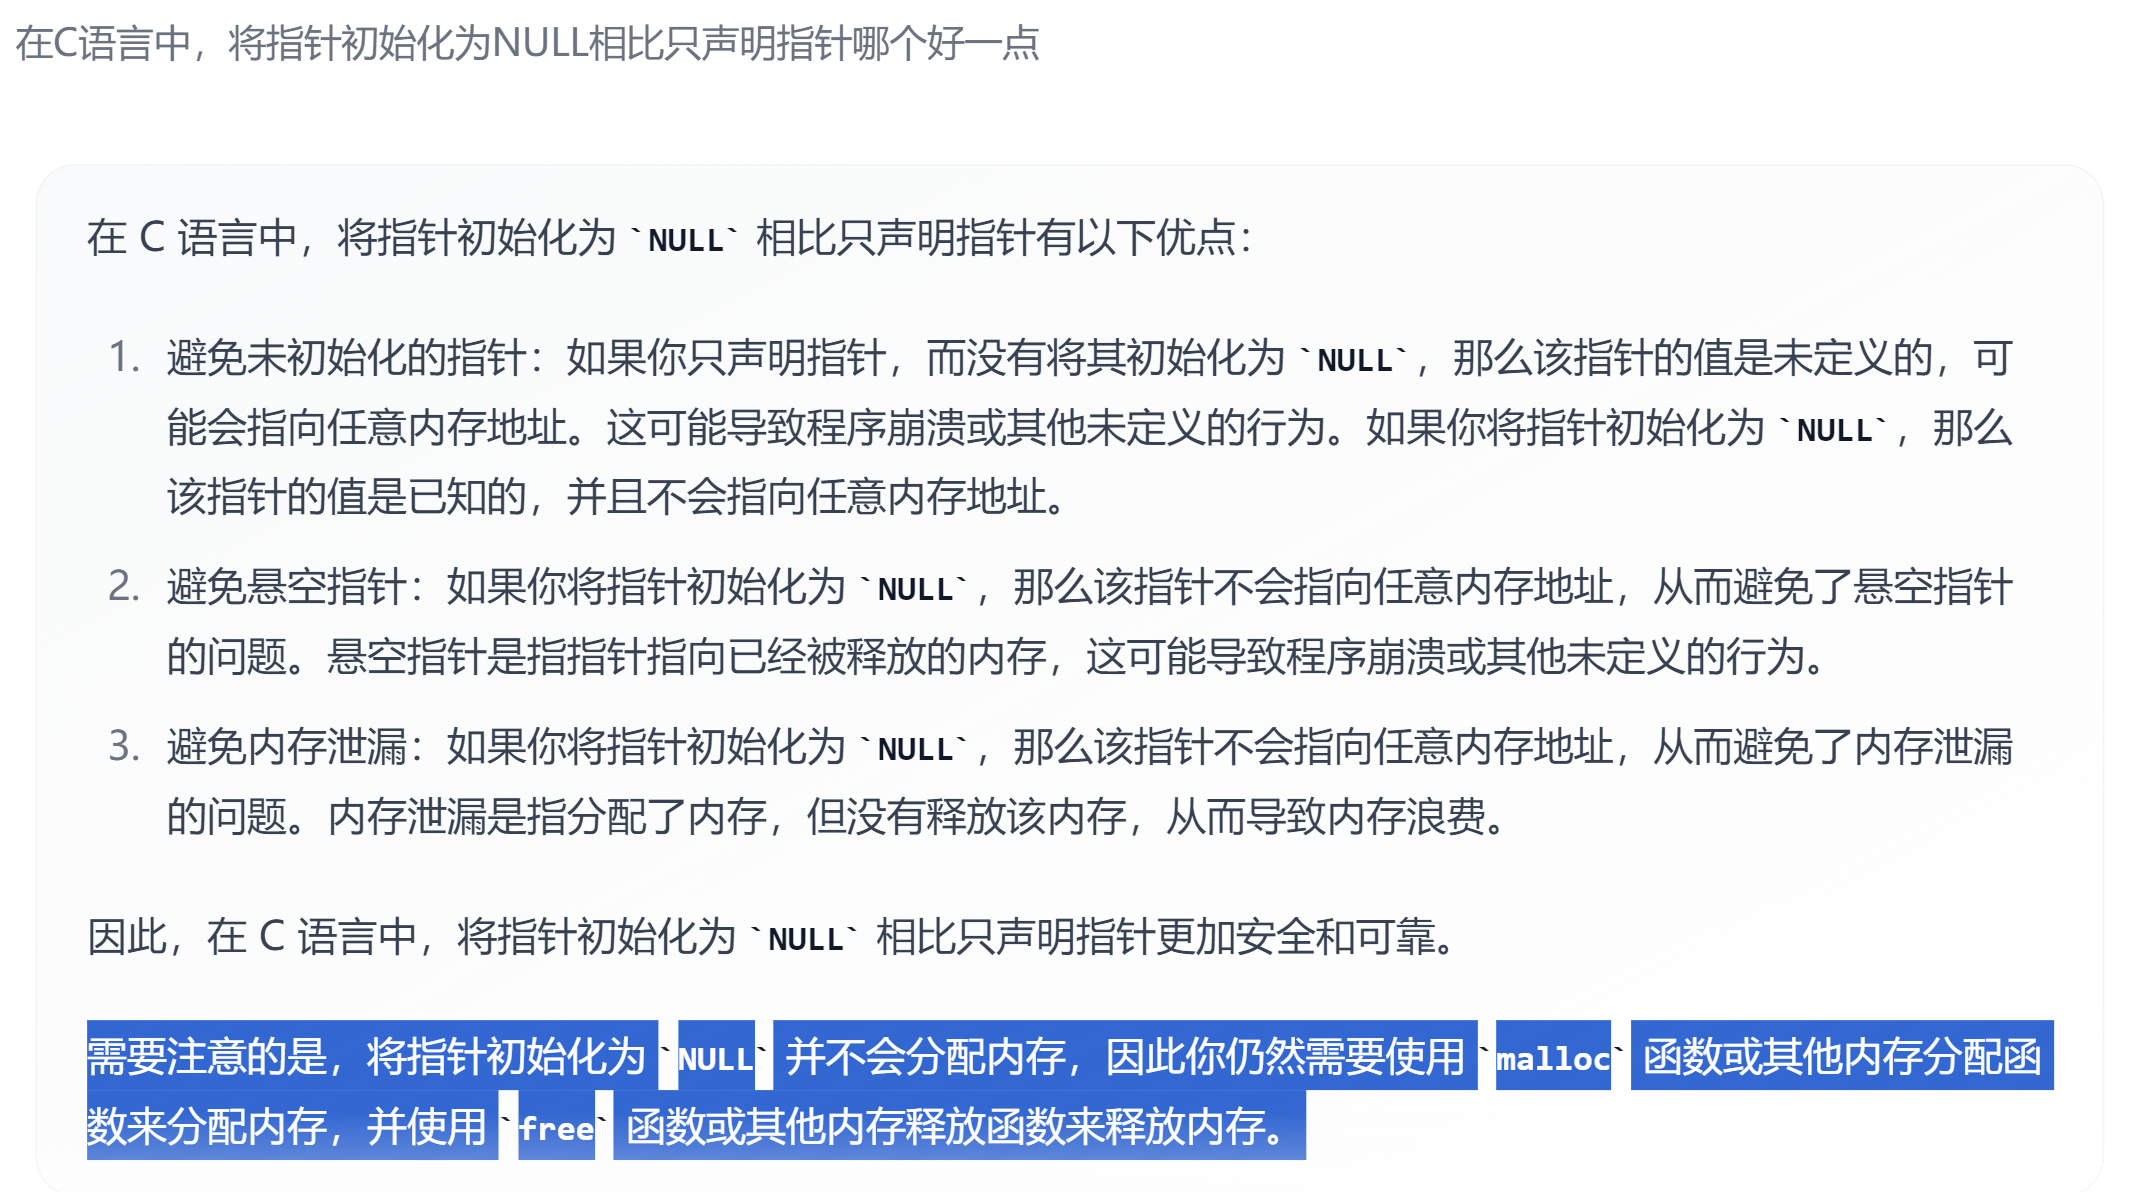 在C语言中，将指针初始化为NULL相比只声明指针哪个好一点
在 C 语言中，将指针初始化为 `NULL` 相比只声明指针有以下优点：
1. 避免未初始化的指针：如果你只声明指针，而没有将其初始化为 `NULL`，那么该指针的值是未定义的，可
能会指向任意内存地址。这可能导致程序崩溃或其他未定义的行为。如果你将指针初始化为 `NULL`，那么
该指针的值是已知的，并且不会指向任意内存地址。
2. 避免悬空指针：如果你将指针初始化为 `NULL`，那么该指针不会指向任意内存地址，从而避免了悬空指针
的问题。悬空指针是指指针指向已经被释放的内存，这可能导致程序崩溃或其他未定义的行为。
3. 避免内存泄漏：如果你将指针初始化为 `NULL`，那么该指针不会指向任意内存地址，从而避免了内存泄漏
的问题。内存泄漏是指分配了内存，但没有释放该内存，从而导致内存浪费。
因此，在 C 语言中，将指针初始化为 `NULL` 相比只声明指针更加安全和可靠。
需要注意的是，将指针初始化为 `NULL` 并不会分配内存，因此你仍然需要使用 `malloc` 函数或其他内存分配函
数来分配内存，并使用 `free` 函数或其他内存释放函数来释放内存。